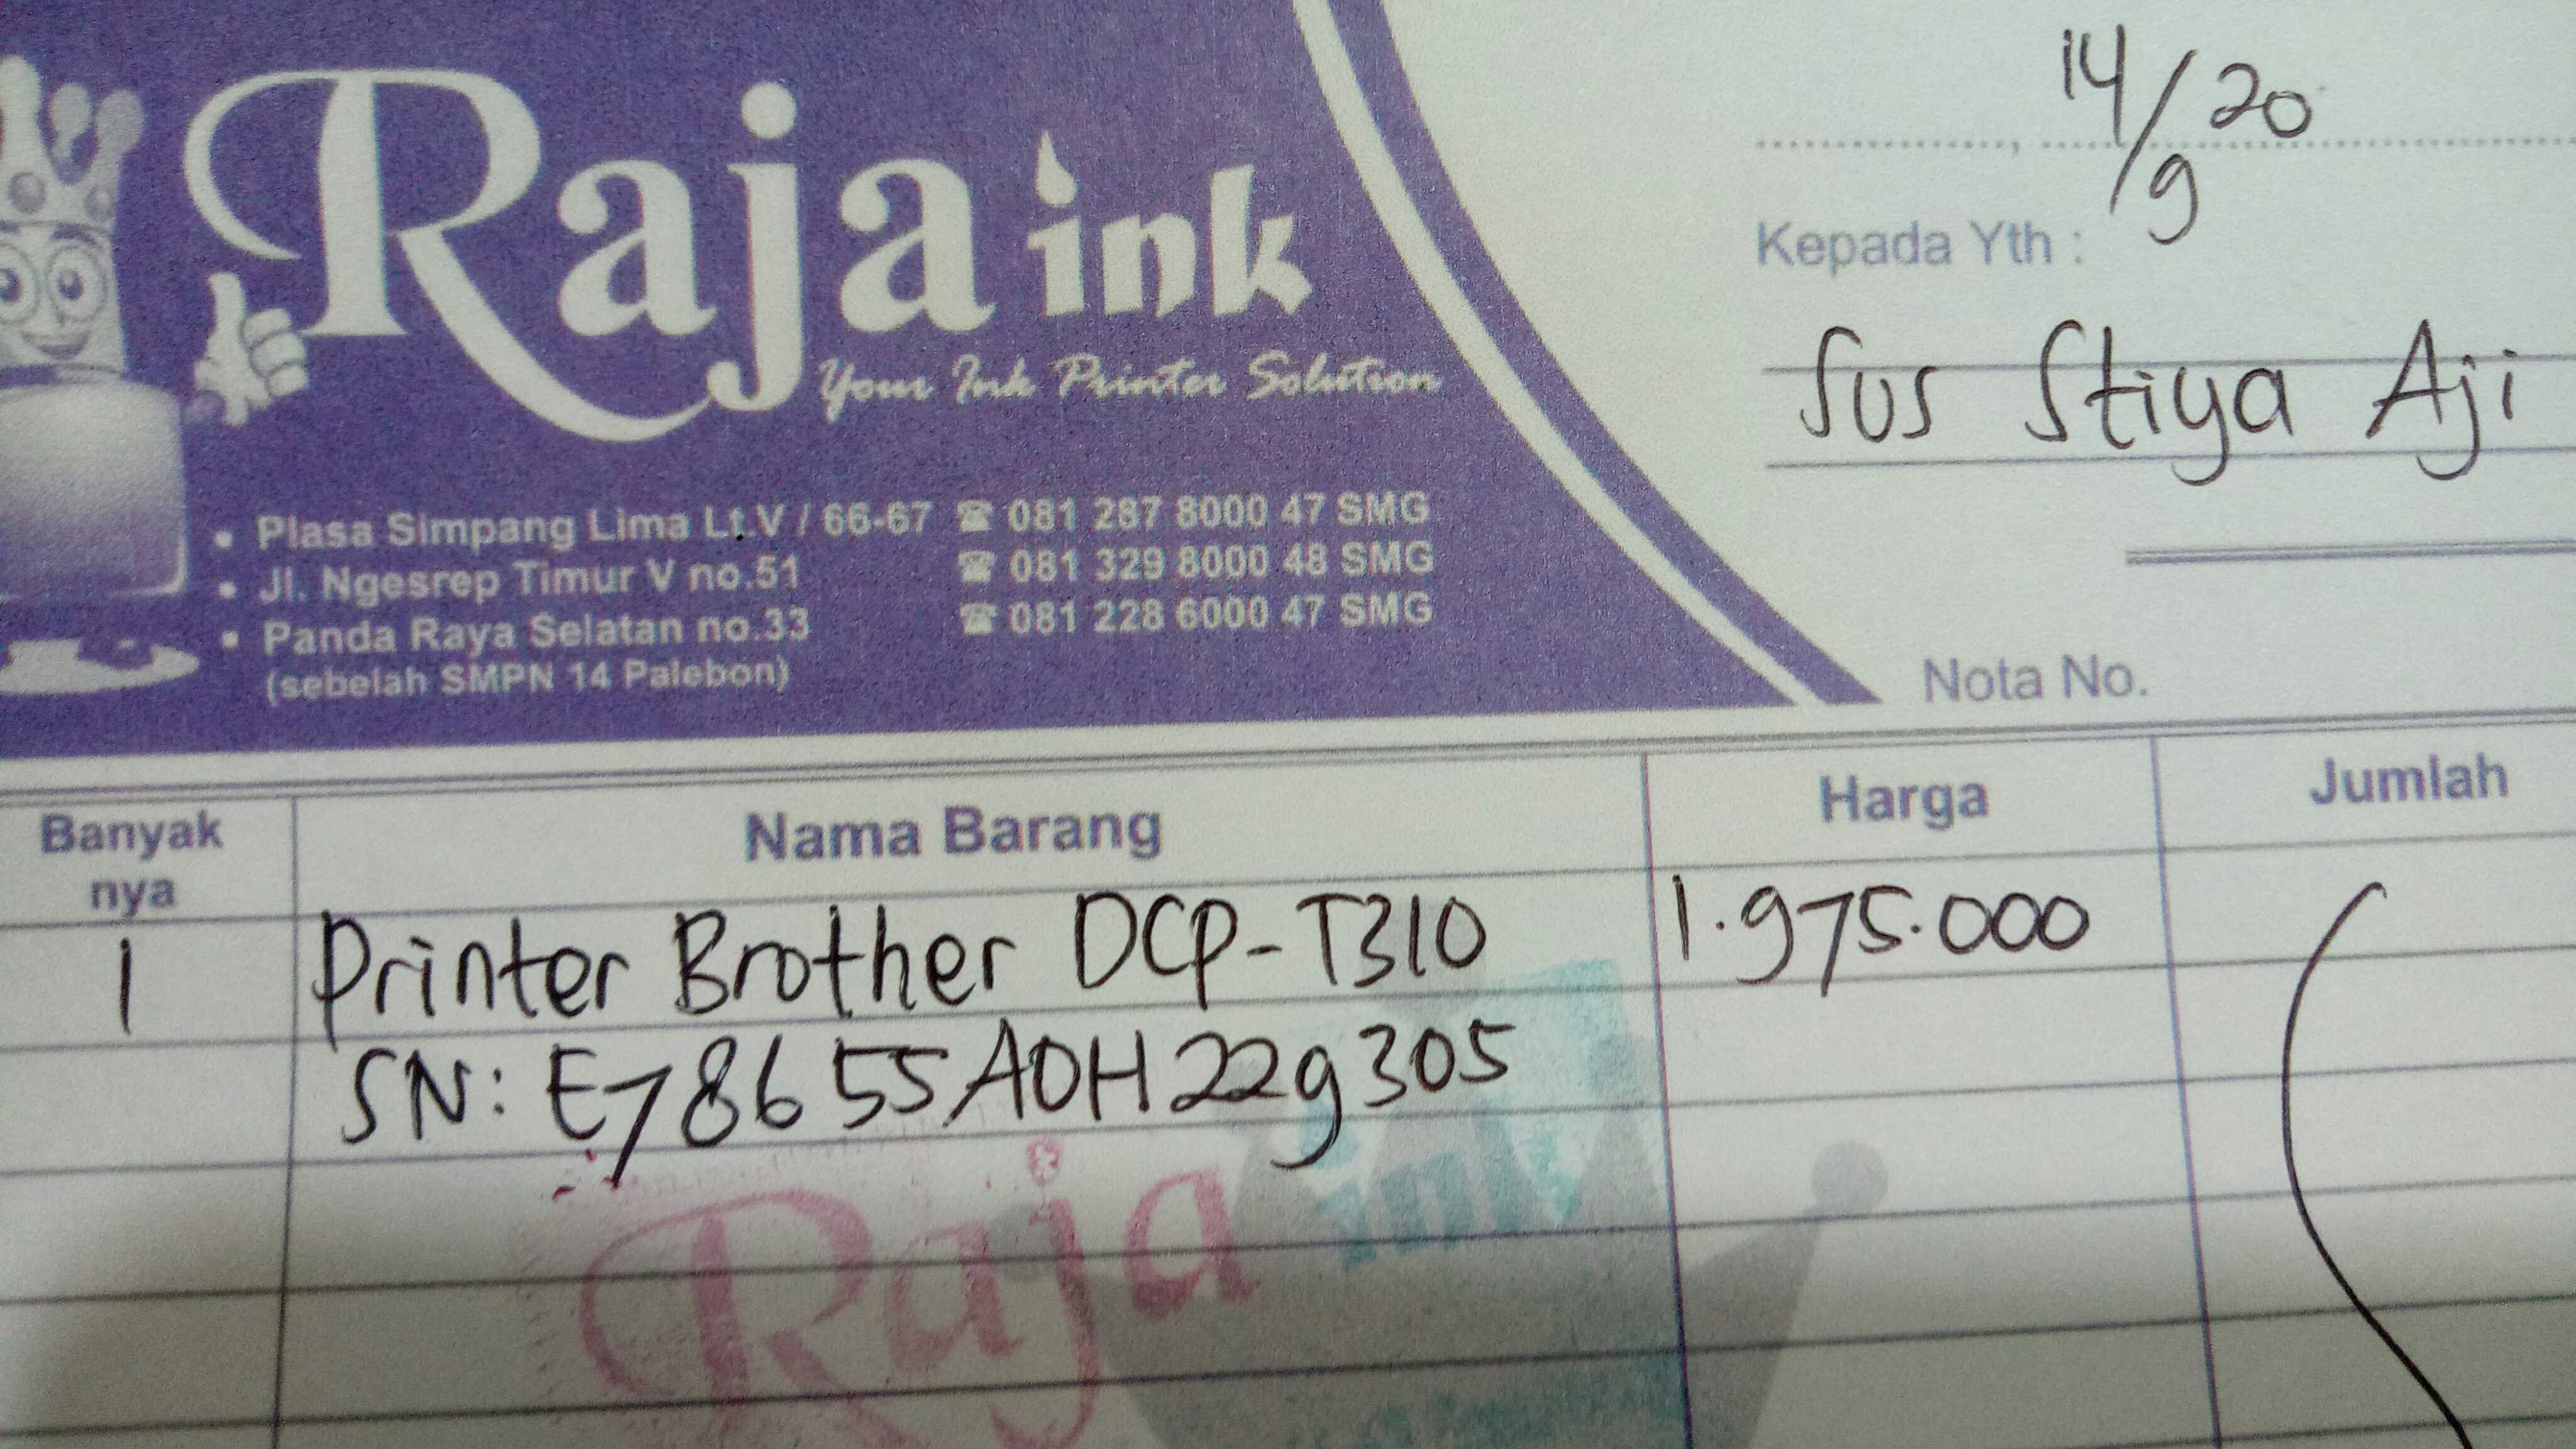 Raja ink
Your Ink Printer Solution
• Plasa Simpang Lima Lt.V / 66-67 ☎ 081 287 8000 47 SMG
• Jl. Ngesrep Timur V no.51 ☎ 081 329 8000 48 SMG
• Panda Raya Selatan no.33 ☎ 081 228 6000 47 SMG
(sebelah SMPN 14 Palebon)
14/9 20
Kepada Yth :
Sus Stiya Aji
Nota No.
Banyak nya Nama Barang Harga Jumlah
1 Printer Brother DCP-T310 1.975.000
SN: E78655A0H229305
Raja ink